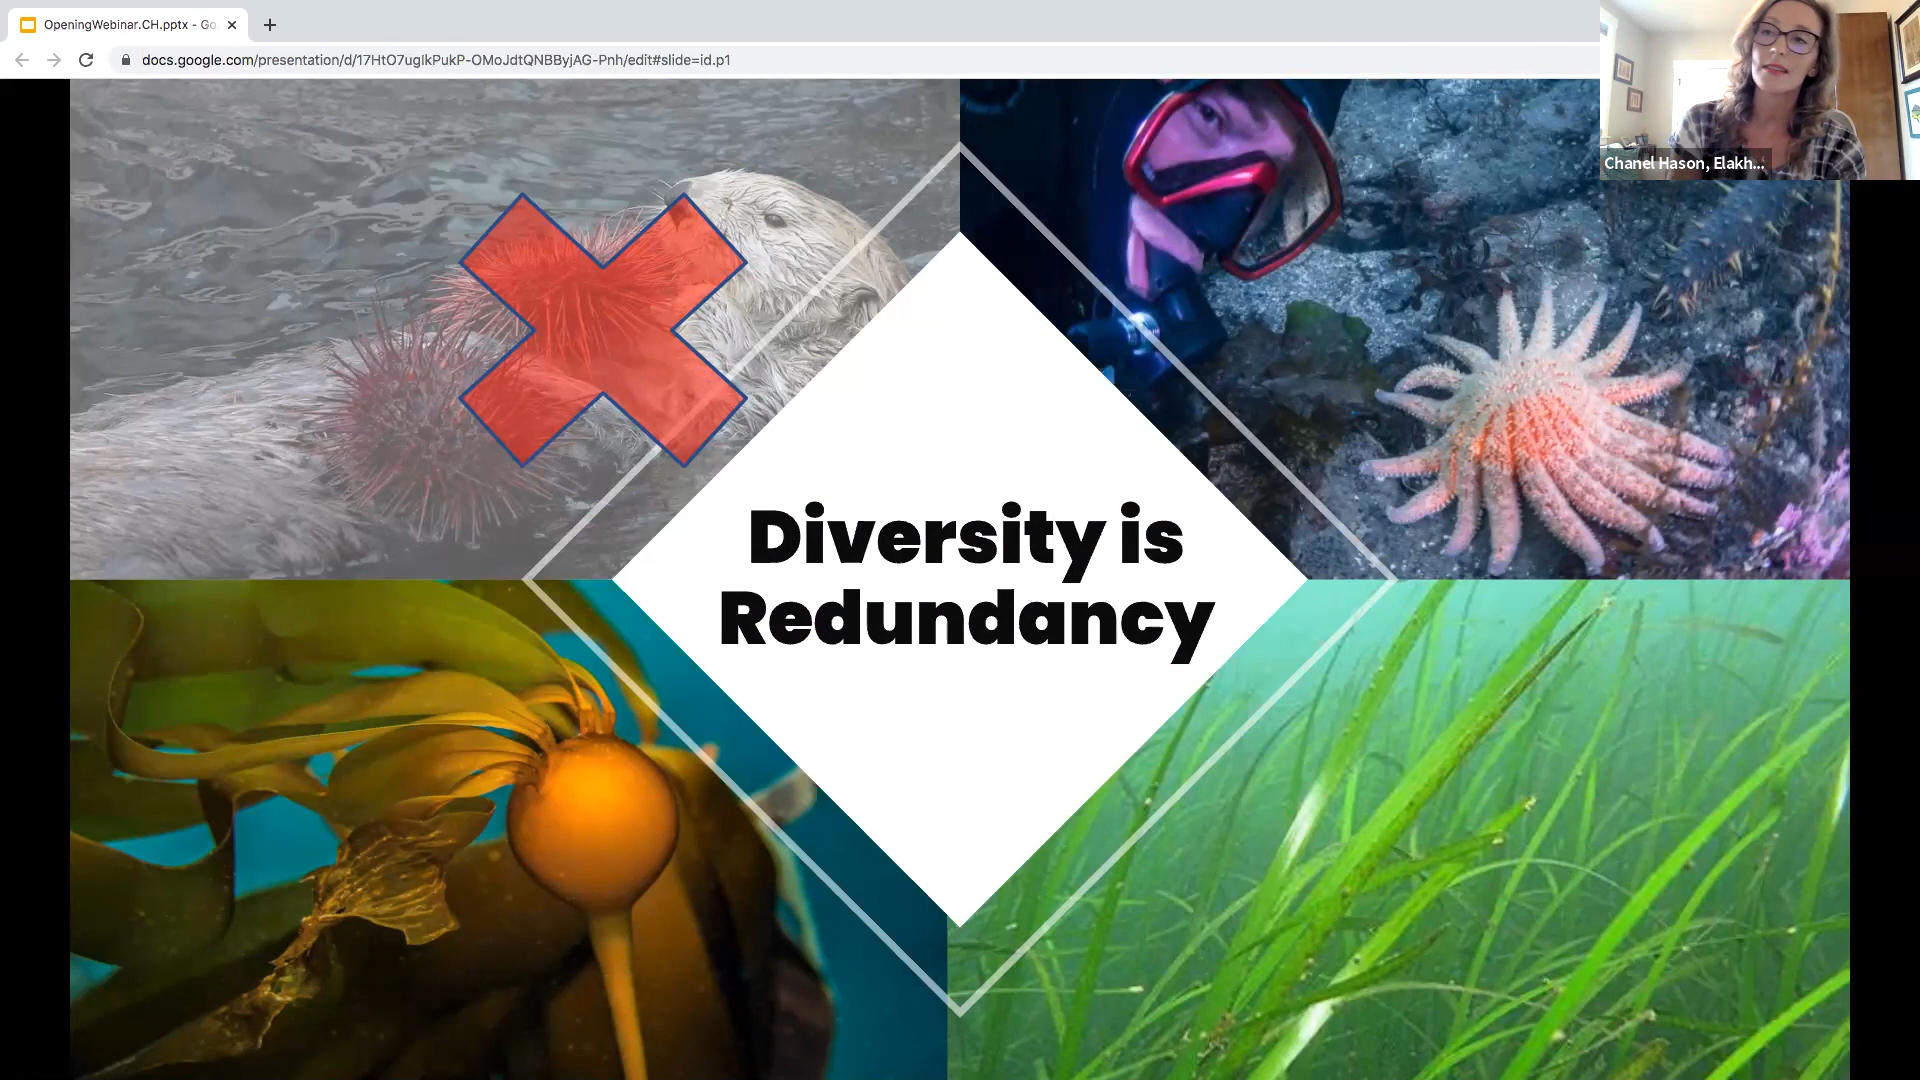 OpeningWebinar.CH.pptx - Go
docs.google.com/presentation/d/17HtO7uglkPukP-OMoJdtQNBByjAG-Pnh/edit#slide=id.p1
Chanel Hason, Elakh...
Diversity is
Redundancy